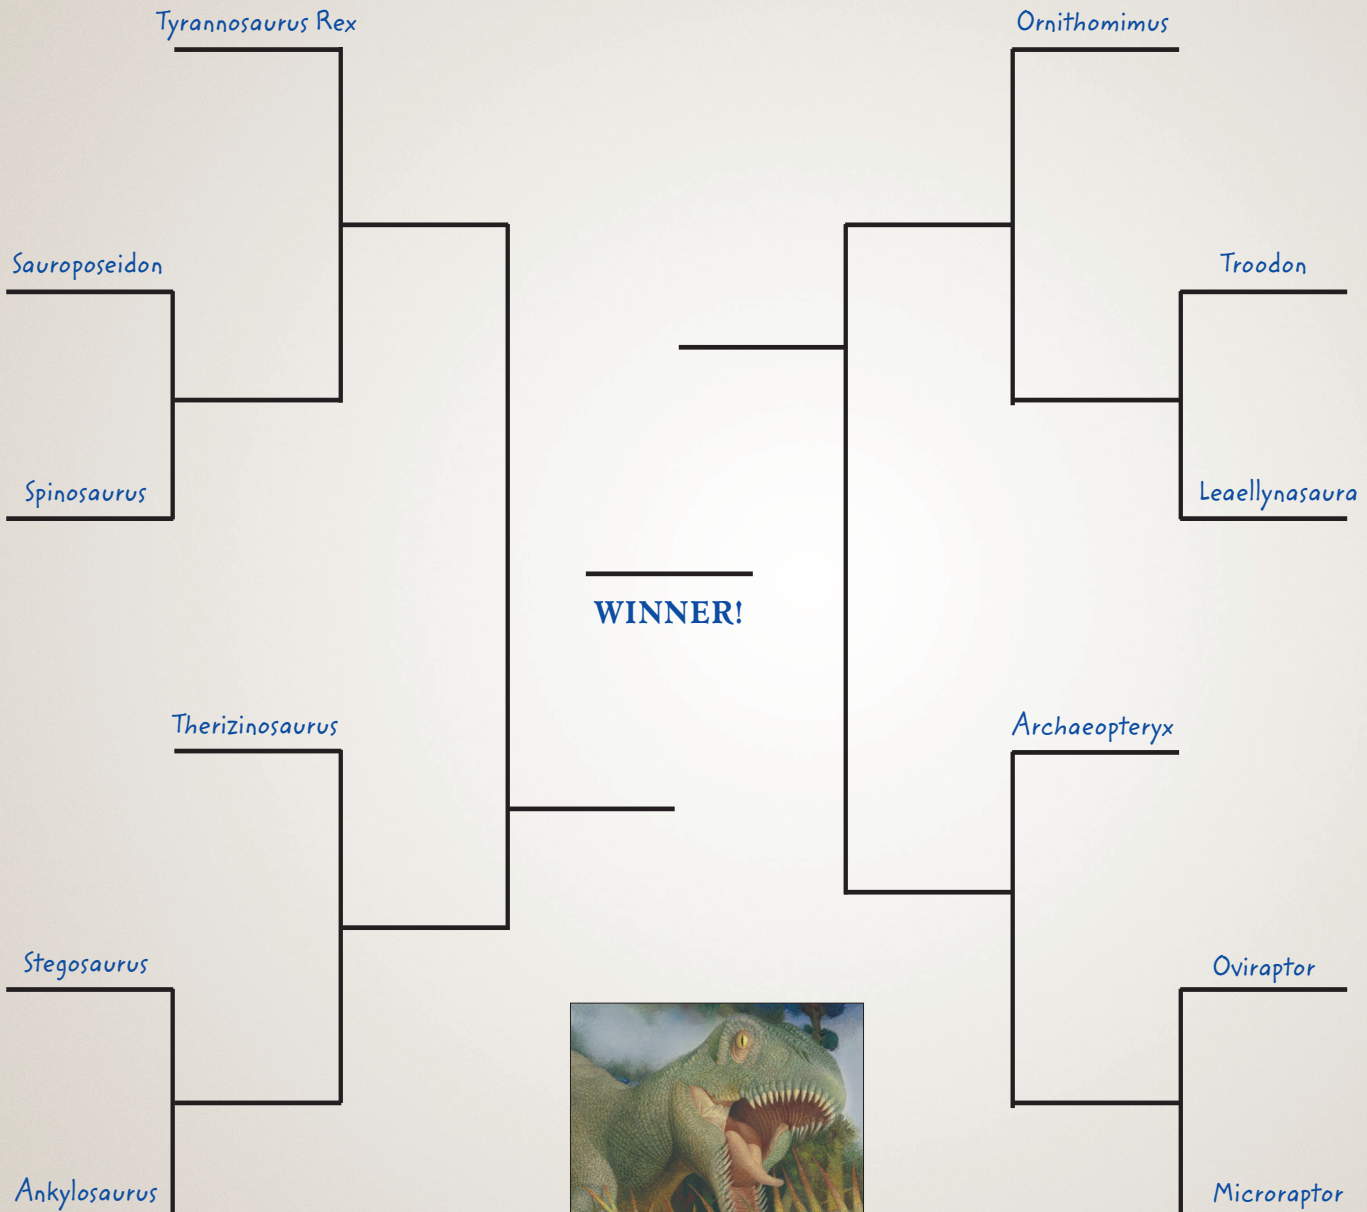 Tyrannosaurus Rex
Ornithomimus
Sauroposeidon
Troodon
Spinosaurus
Leaellynasaura
WINNER!
Therizinosaurus
Archaeopteryx
Stegosaurus
Oviraptor
Ankylosaurus
Microraptor